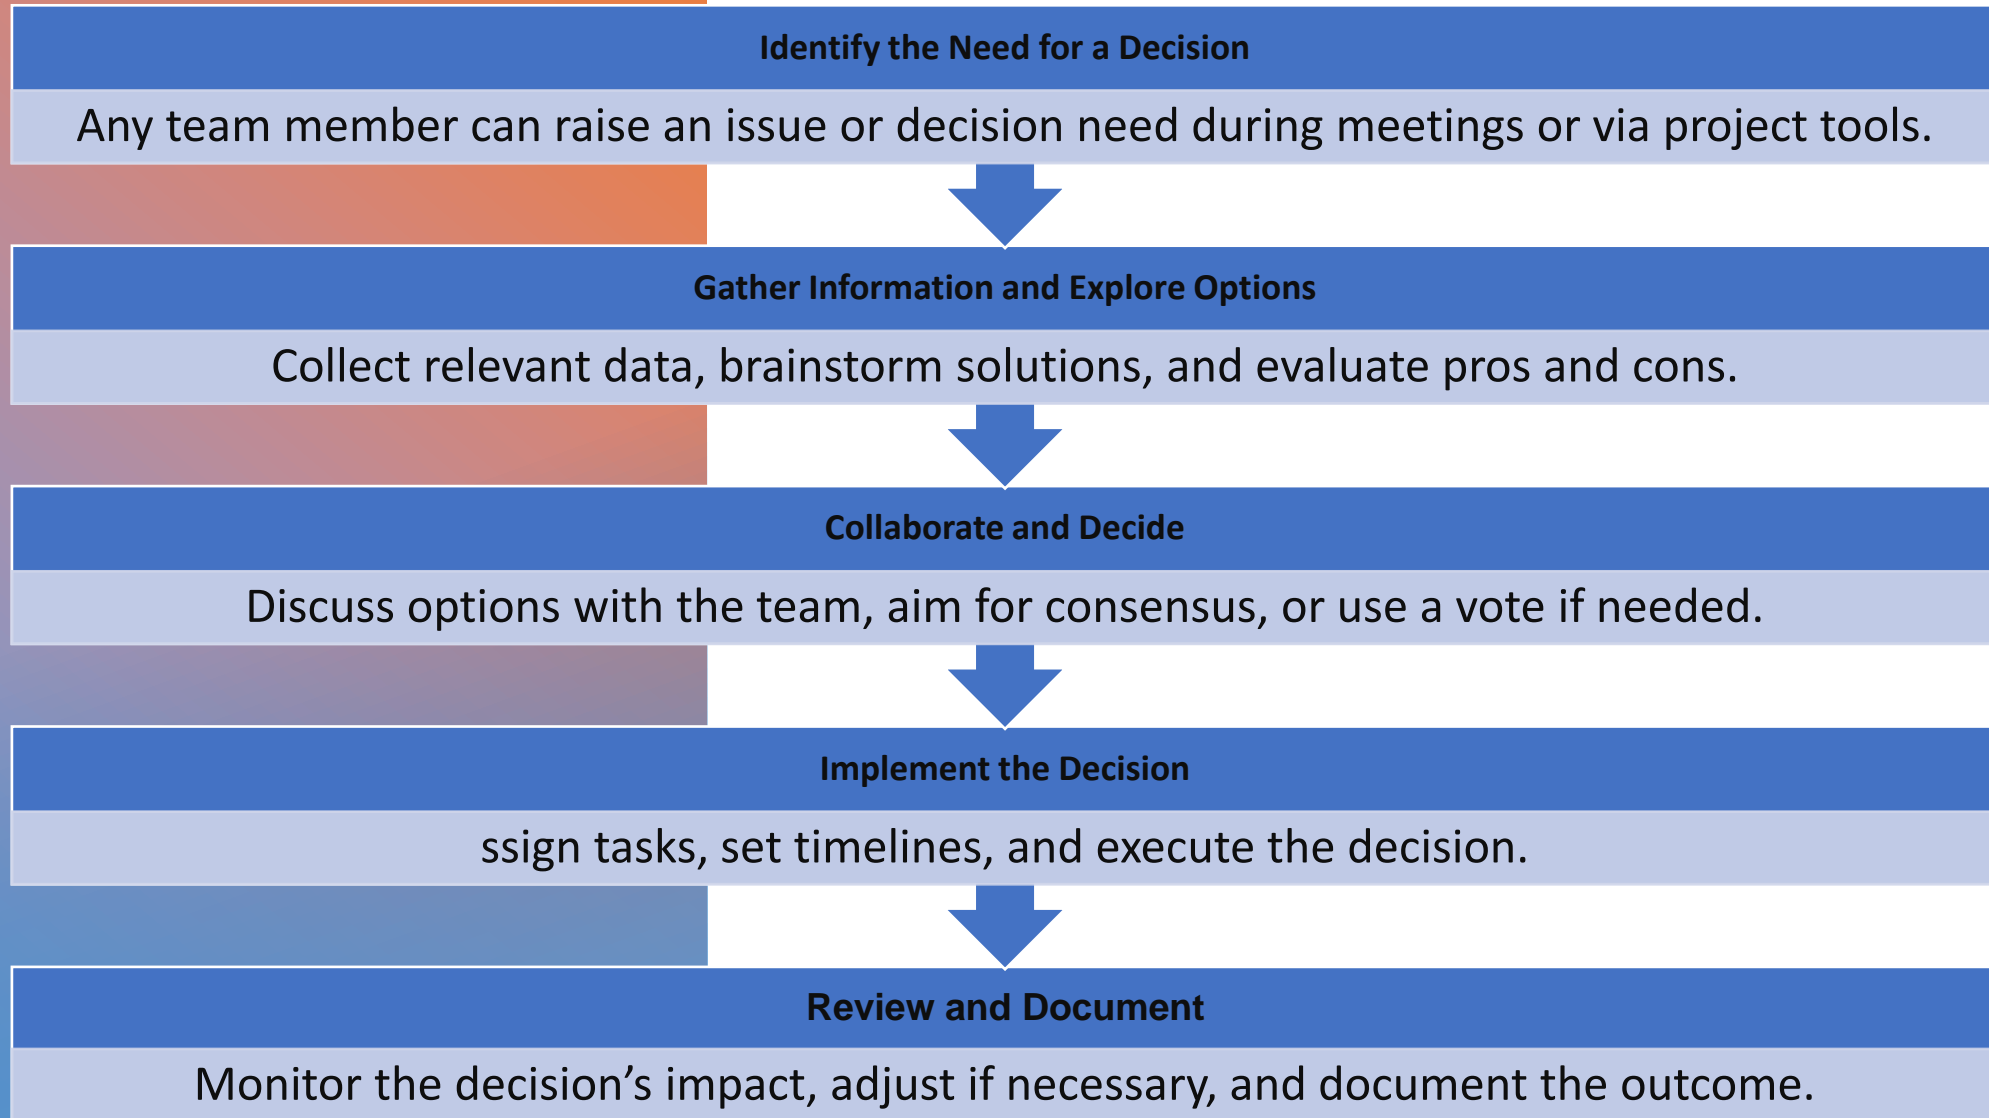 Identify the Need for a Decision
Any team member can raise an issue or decision need during meetings or via project tools.
Gather Information and Explore Options
Collect relevant data, brainstorm solutions, and evaluate pros and cons.
Collaborate and Decide
Discuss options with the team, aim for consensus, or use a vote if needed.
Implement the Decision
ssign tasks, set timelines, and execute the decision.
Review and Document
Monitor the decision’s impact, adjust if necessary, and document the outcome.